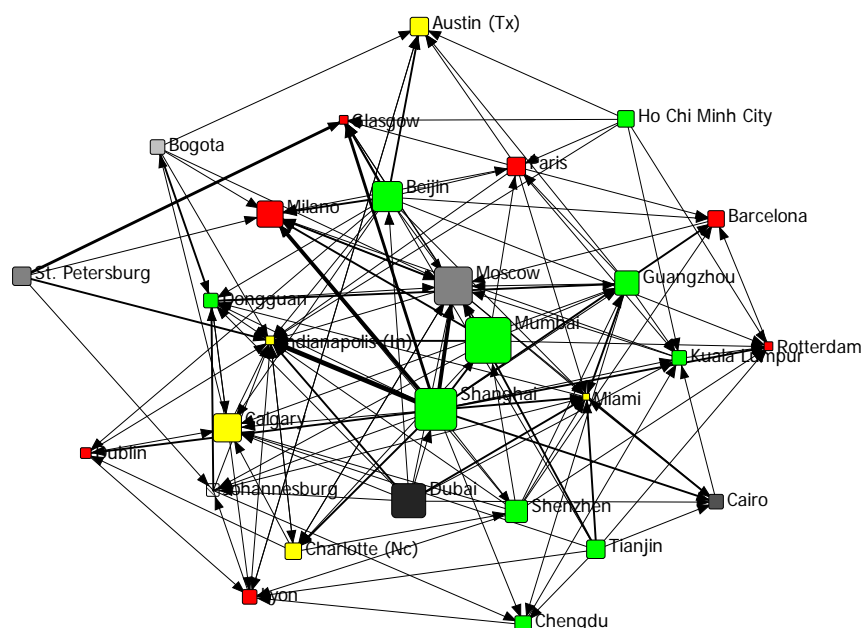 Austin (Tx)
Ho Chi Minh City
Glasgow
Bogota
Paris
Beijin
Milano
Barcelona
St. Petersburg
Moscow
Guangzhou
Dongguan
Mumbai
Indianapolis (In)
Rotterdam
Kuala Lumpur
Shanghai
Miami
Calgary
Dublin
Johannesburg
Dubai
Cairo
Shenzhen
Charlotte (Nc)
Tianjin
Lyon
Chengdu